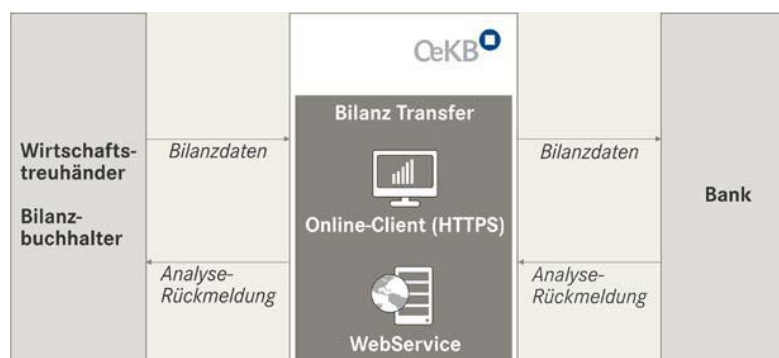 OeKB
Bilanz Transfer
Wirtschafts-
treuhänder
Bilanz-
buchhalter
Bilanzdaten
Bilanzdaten
Bank
Online-Client (HTTPS)
Analyse-
Rückmeldung
Analyse-
Rückmeldung
WebService